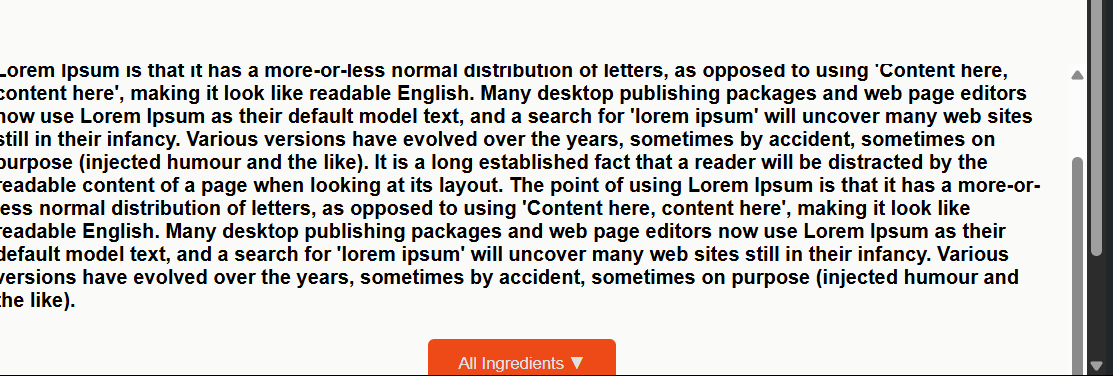 Lorem Ipsum is that it has a more-or-less normal distribution of letters, as opposed to using 'Content here,
content here', making it look like readable English. Many desktop publishing packages and web page editors
now use Lorem Ipsum as their default model text, and a search for 'lorem ipsum' will uncover many web sites
still in their infancy. Various versions have evolved over the years, sometimes by accident, sometimes on
purpose (injected humour and the like). It is a long established fact that a reader will be distracted by the
readable content of a page when looking at its layout. The point of using Lorem Ipsum is that it has a more-or-
less normal distribution of letters, as opposed to using 'Content here, content here', making it look like
readable English. Many desktop publishing packages and web page editors now use Lorem Ipsum as their
default model text, and a search for 'lorem ipsum' will uncover many web sites still in their infancy. Various
versions have evolved over the years, sometimes by accident, sometimes on purpose (injected humour and
the like).
All Ingredients ▼